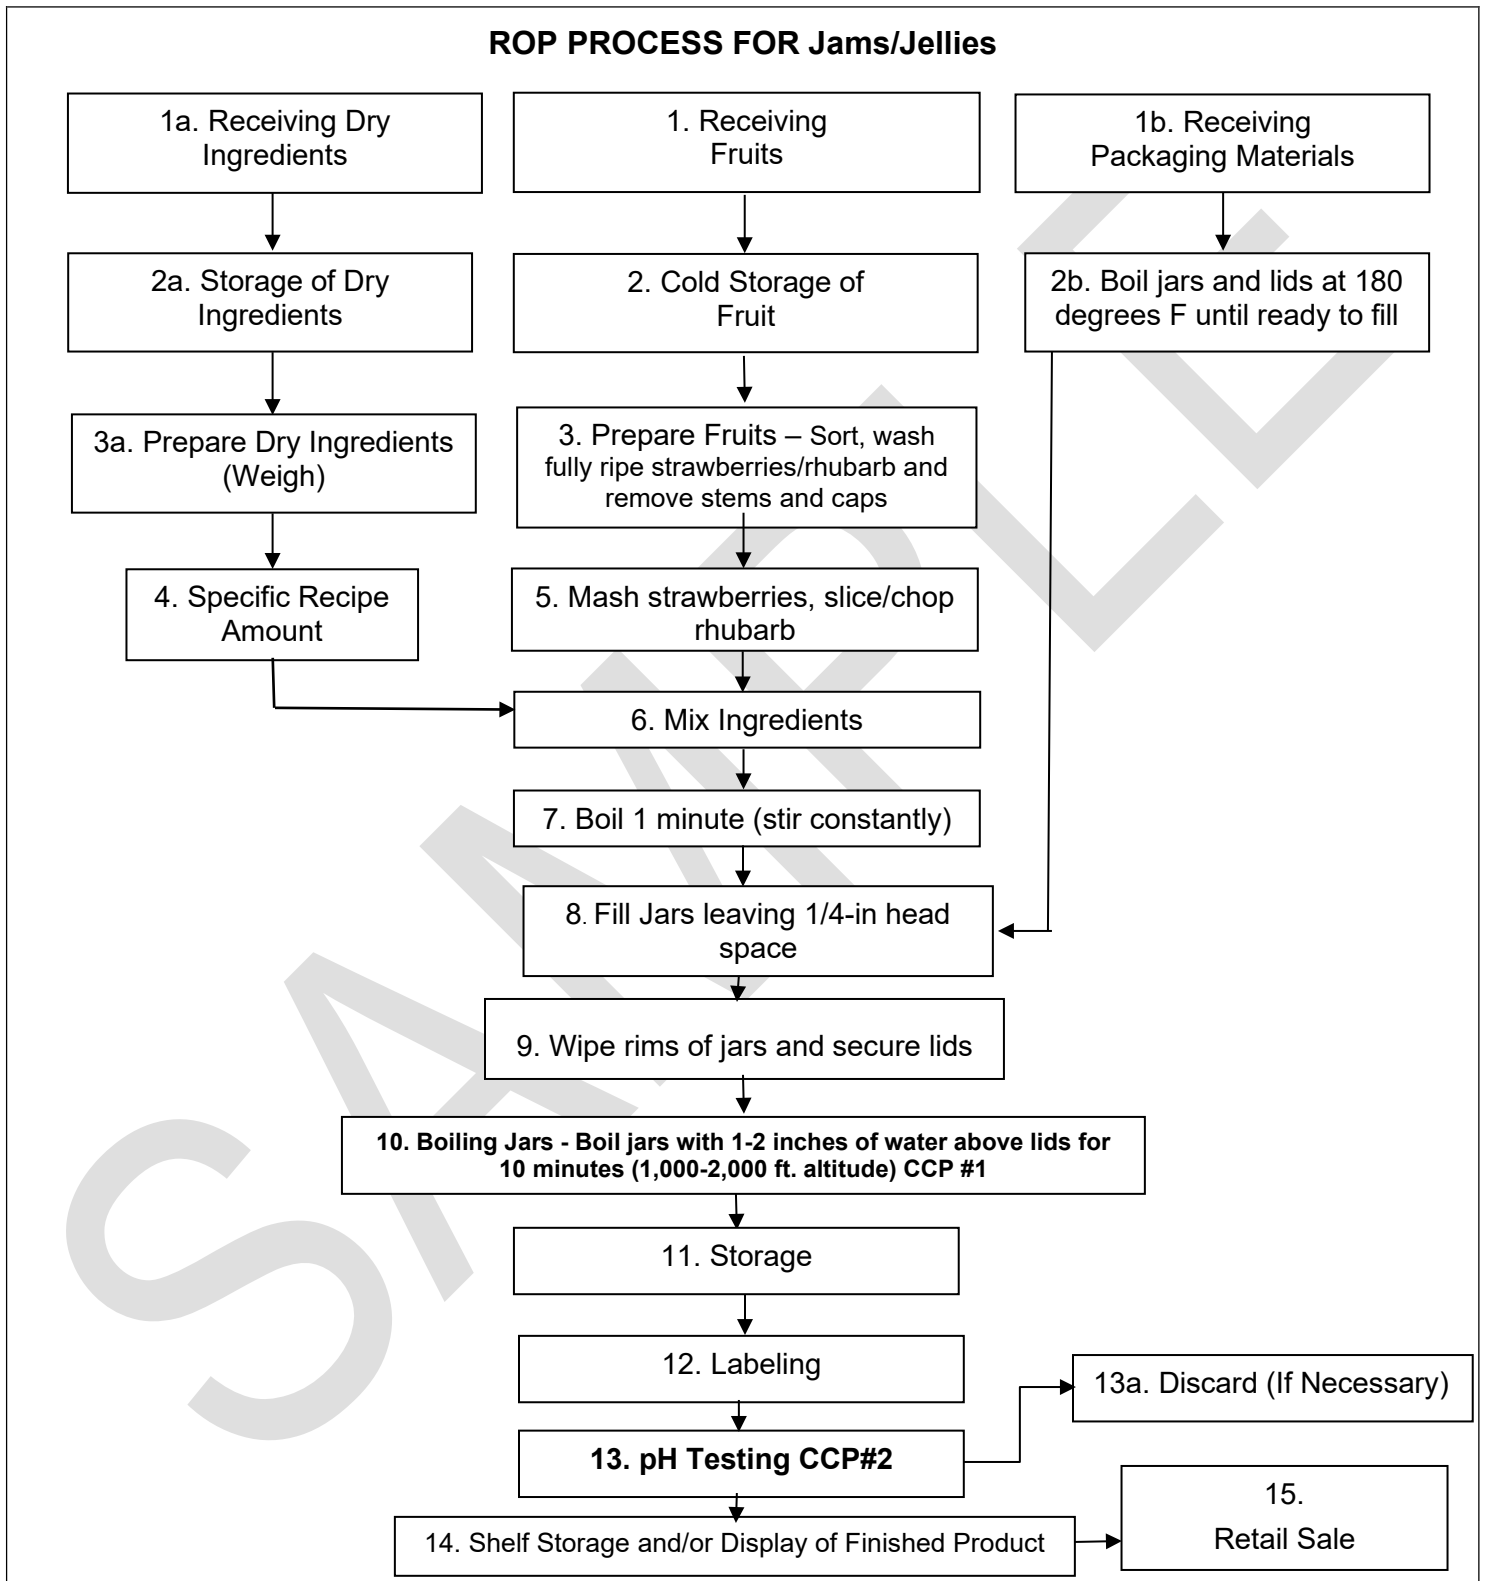 ROP PROCESS FOR Jams/Jellies
1a. Receiving Dry
Ingredients
1. Receiving
Fruits
1b. Receiving
Packaging Materials
2a. Storage of Dry
Ingredients
2. Cold Storage of
Fruit
2b. Boil jars and lids at 180
degrees F until ready to fill
3a. Prepare Dry Ingredients
(Weigh)
3. Prepare Fruits – Sort, wash
fully ripe strawberries/rhubarb and
remove stems and caps
4. Specific Recipe
Amount
5. Mash strawberries, slice/chop
rhubarb
6. Mix Ingredients
7. Boil 1 minute (stir constantly)
8. Fill Jars leaving 1/4-in head
space
9. Wipe rims of jars and secure lids
10. Boiling Jars - Boil jars with 1-2 inches of water above lids for
10 minutes (1,000-2,000 ft. altitude) CCP #1
11. Storage
12. Labeling
13a. Discard (If Necessary)
13. pH Testing CCP#2
14. Shelf Storage and/or Display of Finished Product
15.
Retail Sale
SAMPLE